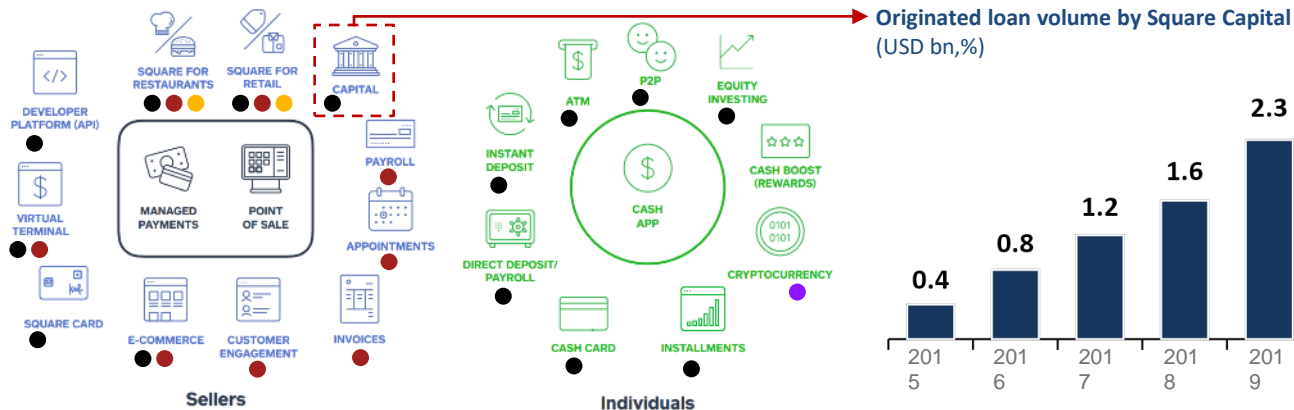 Originated loan volume by Square Capital
(USD bn,%)
SQUARE FOR
RESTAURANTS
SQUARE FOR
RETAIL
CAPITAL
DEVELOPER
PLATFORM (API)
PAYROLL
VIRTUAL
TERMINAL
MANAGED
PAYMENTS
POINT
OF SALE
APPOINTMENTS
SQUARE CARD
E-COMMERCE
CUSTOMER
ENGAGEMENT
INVOICES
Sellers
ATM
P2P
EQUITY
INVESTING
INSTANT
DEPOSIT
CASH BOOST
(REWARDS)
CASH
APP
0101
0101
DIRECT DEPOSIT/
PAYROLL
CRYPTOCURRENCY
CASH CARD
INSTALLMENTS
Individuals
0.4
0.8
1.2
1.6
2.3
201
5
201
6
201
7
201
8
201
9